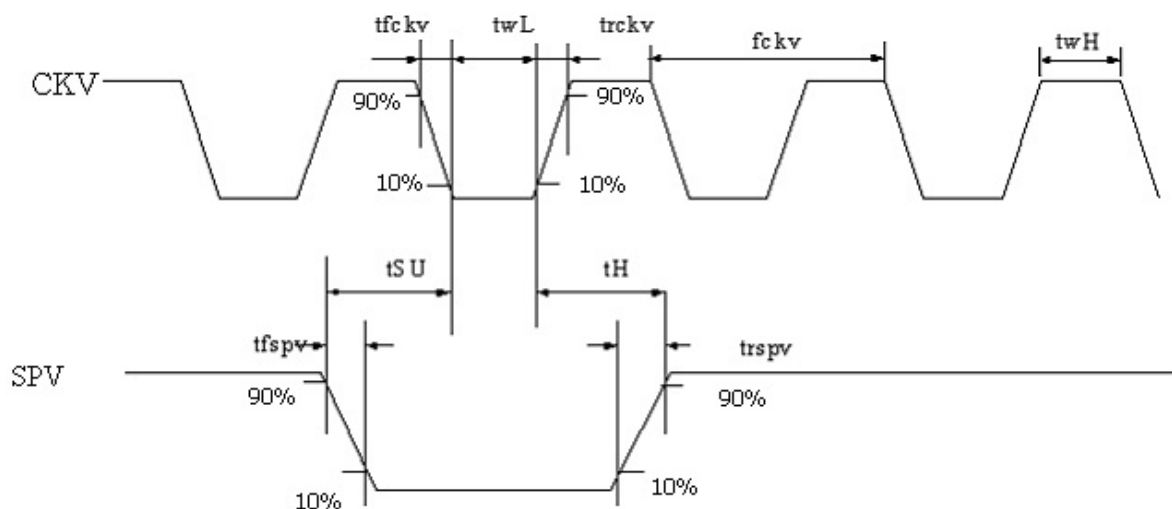 tfckv twL trckv fckv twH
CKV
90% 90%
10% 10%
tSU tH
tfspv trspv
SPV
90% 90%
10% 10%